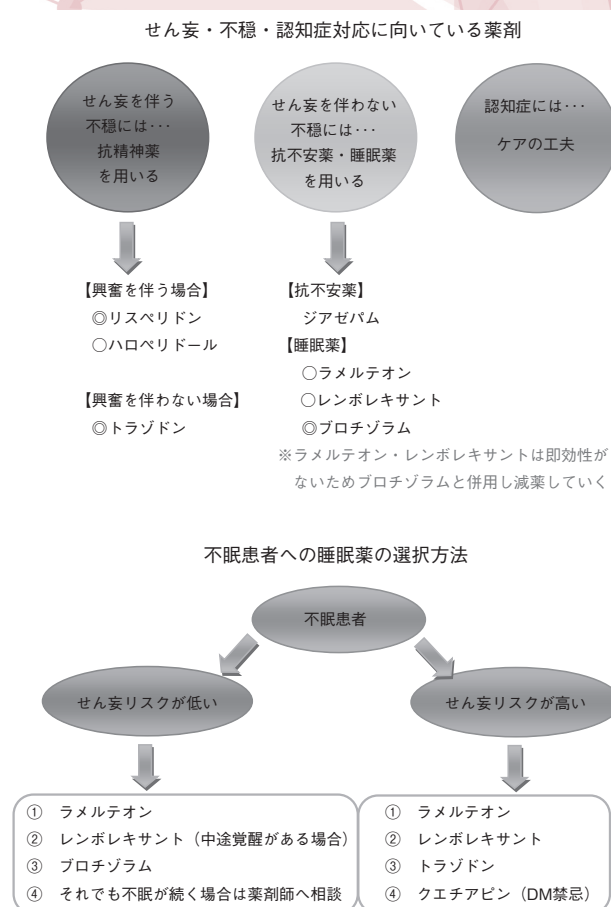 せん妄・不穏・認知症対応に向いている薬剤
せん妄を伴う
不穏には･･･
抗精神薬
を用いる
せん妄を伴わない
不穏には･･･
抗不安薬・睡眠薬
を用いる
認知症には･･･
ケアの工夫
【興奮を伴う場合】
◎リスペリドン
○ハロペリドール
【興奮を伴わない場合】
◎トラゾドン
【抗不安薬】
ジアゼパム
【睡眠薬】
○ラメルテオン
○レンボレキサント
◎ブロチゾラム
※ラメルテオン・レンボレキサントは即効性が
ないためブロチゾラムと併用し減薬していく
不眠患者への睡眠薬の選択方法
不眠患者
せん妄リスクが低い
せん妄リスクが高い
① ラメルテオン
② レンボレキサント（中途覚醒がある場合）
③ ブロチゾラム
④ それでも不眠が続く場合は薬剤師へ相談
① ラメルテオン
② レンボレキサント
③ トラゾドン
④ クエチアピン（DM禁忌）